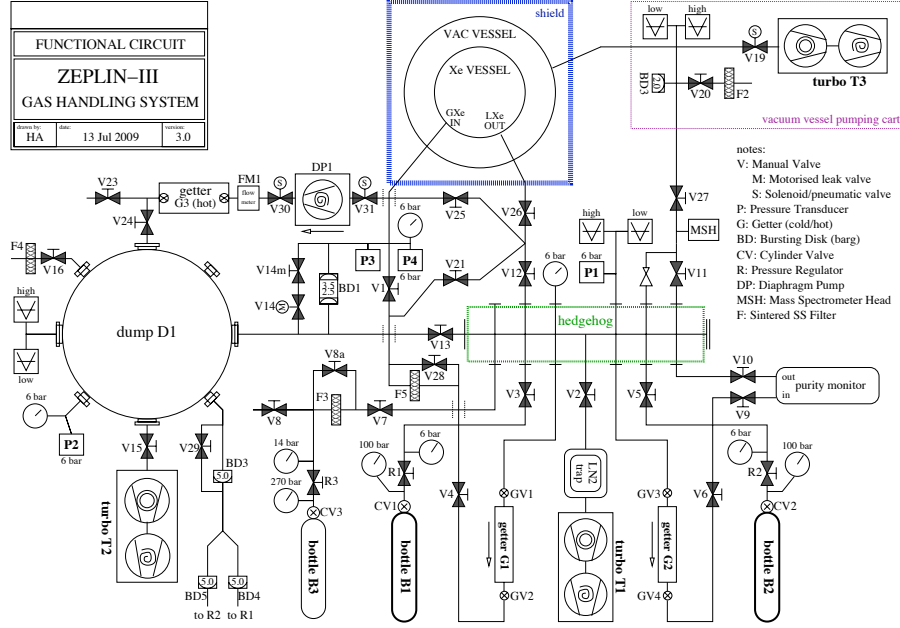 FUNCTIONAL CIRCUIT
ZEPLIN–III
GAS HANDLING SYSTEM
drawn by:
HA
date:
13 Jul 2009
version:
3.0
shield
VAC VESSEL
Xe VESSEL
GXe
IN
LXe
OUT
low
high
S
V19
turbo T3
BD3
2.0
V20
F2
vacuum vessel pumping cart
notes:
V: Manual Valve
M: Motorised leak valve
S: Solenoid/pneumatic valve
P: Pressure Transducer
G: Getter (cold/hot)
BD: Bursting Disk (barg)
CV: Cylinder Valve
R: Pressure Regulator
DP: Diaphragm Pump
MSH: Mass Spectrometer Head
F: Sintered SS Filter
V23
V24
getter
G3 (hot)
FM1
flow
meter
S
V30
DP1
S
V31
V25
V26
V27
MSH
6 bar
P3
P4
high
low
6 bar
P1
6 bar
F4
V16
V14m
V14
M
3.5
2.5
BD1
V1
V21
V12
V11
high
low
dump D1
V13
hedgehog
V8a
V28
F5
V3
V2
V5
V10
V9
out
in
purity monitor
6 bar
P2
6 bar
V15
V29
BD3
5.0
V8
F3
V7
14 bar
270 bar
R3
CV3
100 bar
6 bar
R1
CV1
V4
GV1
getter G1
GV2
LN2
trap
GV3
getter G2
GV4
V6
6 bar
100 bar
R2
CV2
turbo T2
5.0
5.0
BD5
BD4
to R2
to R1
bottle B3
bottle B1
turbo T1
bottle B2